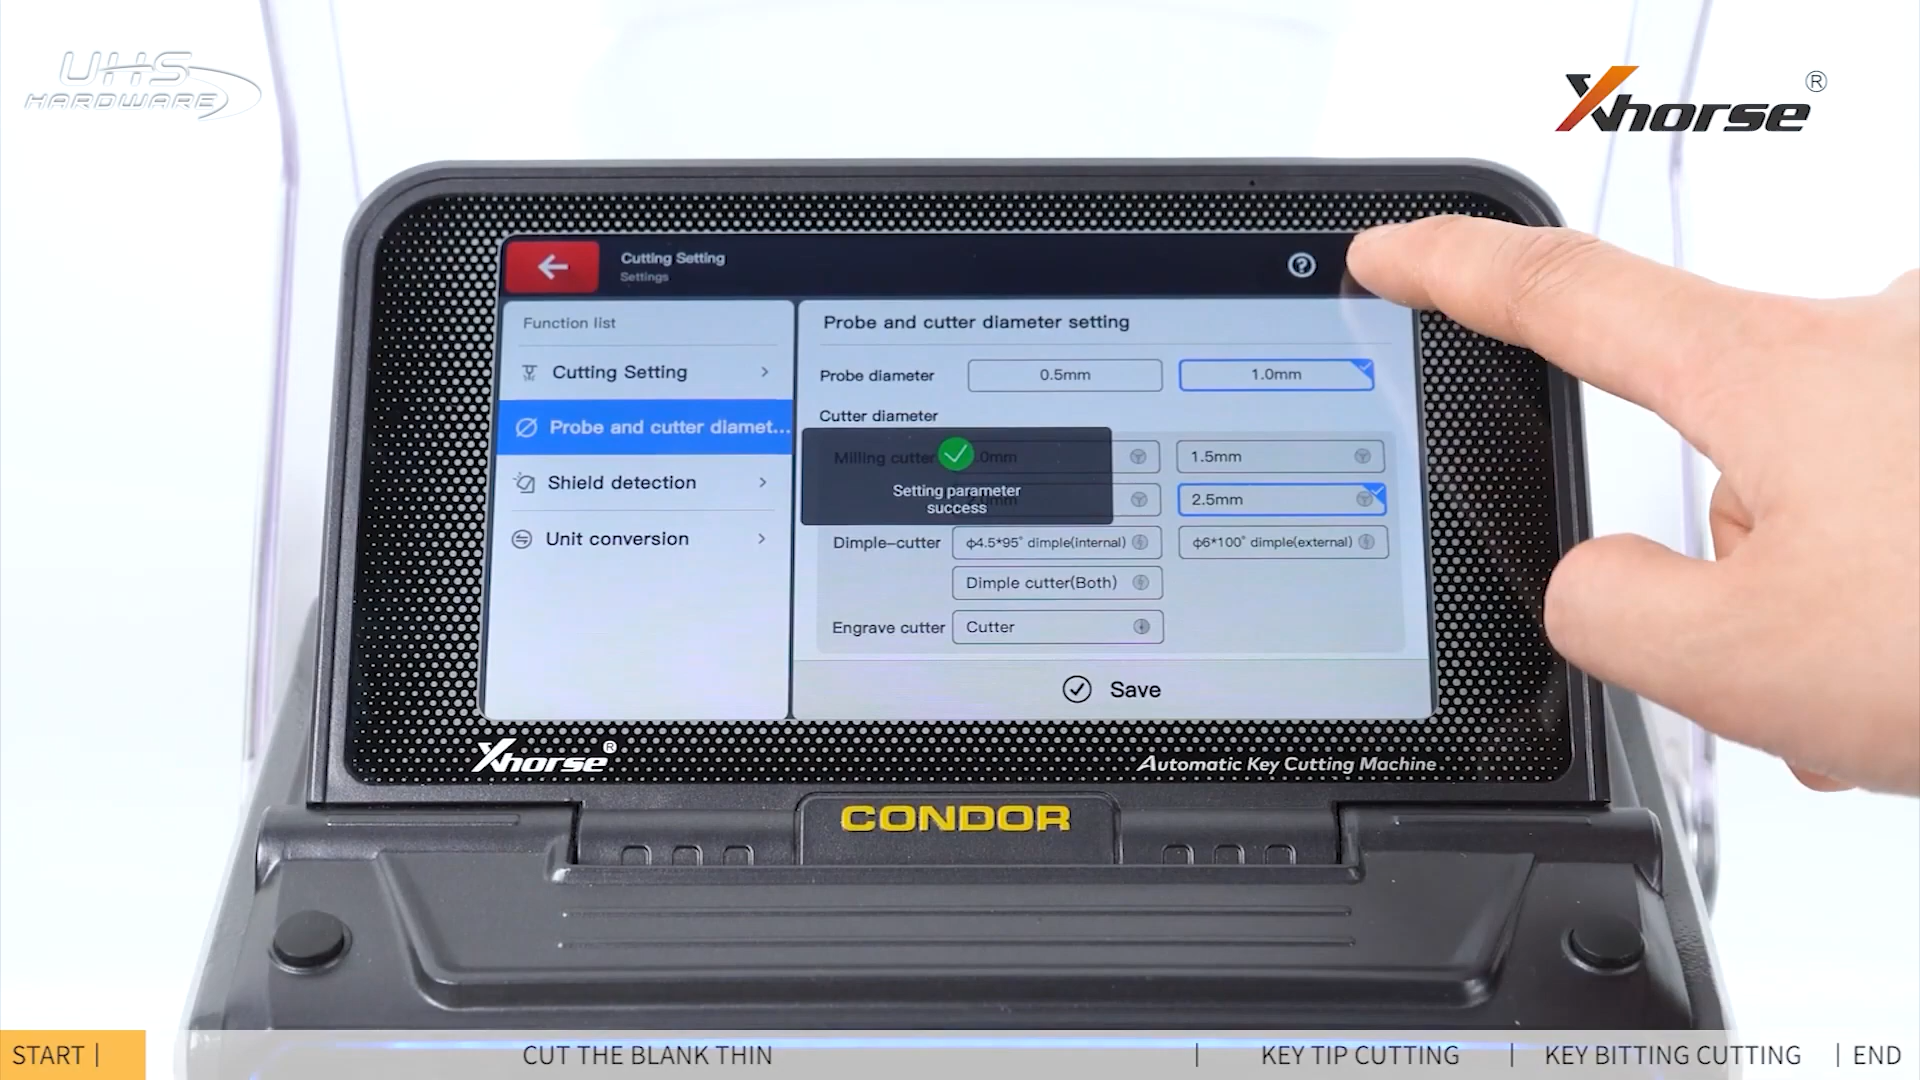 UHS
HARDWARE
Xhorse®
Cutting Setting
Settings
Function list
Cutting Setting
Probe and cutter diamet...
Shield detection
Unit conversion
Probe and cutter diameter setting
Probe diameter
0.5mm
1.0mm
Cutter diameter
Milling cutter
.0mm
1.5mm
2.5mm
Setting parameter
success
Dimple-cutter
φ4.5*95° dimple(internal)
φ6*100° dimple(external)
Dimple cutter(Both)
Engrave cutter
Cutter
Save
Xhorse®
Automatic Key Cutting Machine
CONDOR
START |
CUT THE BLANK THIN
| KEY TIP CUTTING
| KEY BITTING CUTTING
| END